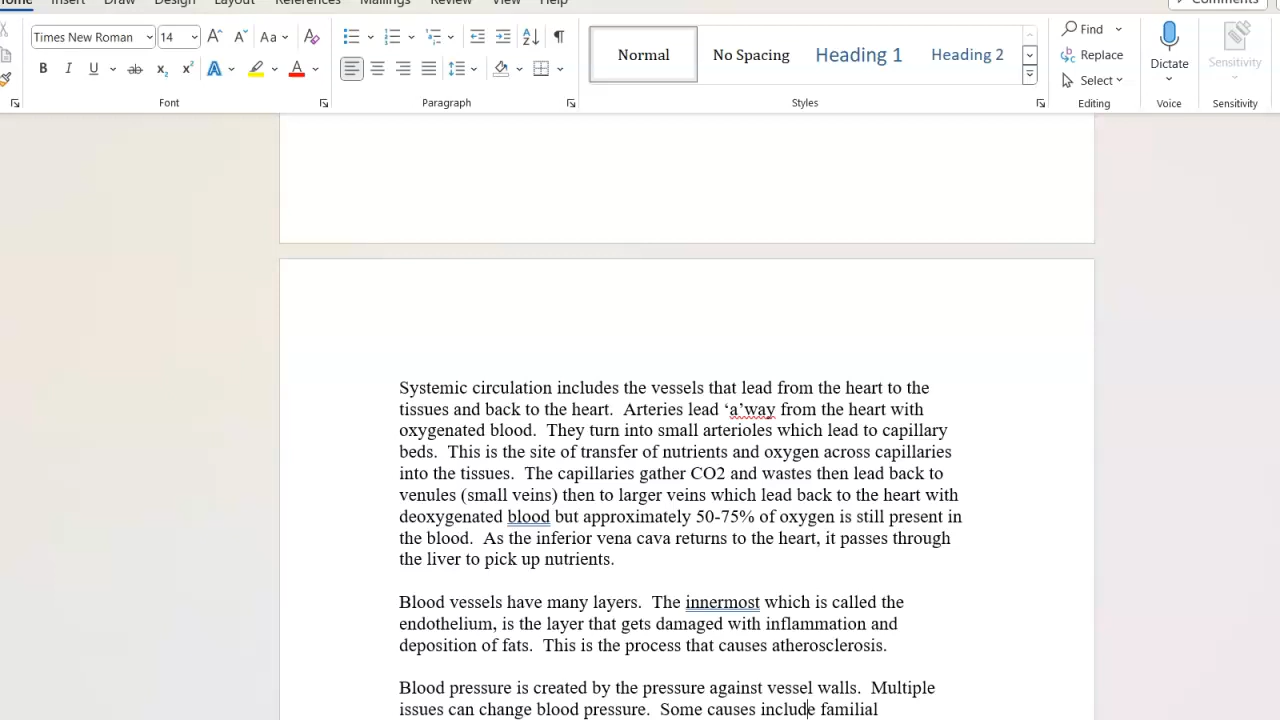 Home Insert Draw Design Layout References Mailings Review View Help Comments
Times New Roman 14 Aa Normal No Spacing Heading 1 Heading 2 Find
Replace
Dictate Sensitivity
Select
Font Paragraph Styles Editing Voice Sensitivity
Systemic circulation includes the vessels that lead from the heart to the
tissues and back to the heart.  Arteries lead ‘a’way from the heart with
oxygenated blood.  They turn into small arterioles which lead to capillary
beds.  This is the site of transfer of nutrients and oxygen across capillaries
into the tissues.  The capillaries gather CO2 and wastes then lead back to
venules (small veins) then to larger veins which lead back to the heart with
deoxygenated blood but approximately 50-75% of oxygen is still present in
the blood.  As the inferior vena cava returns to the heart, it passes through
the liver to pick up nutrients.
Blood vessels have many layers.  The innermost which is called the
endothelium, is the layer that gets damaged with inflammation and
deposition of fats.  This is the process that causes atherosclerosis.
Blood pressure is created by the pressure against vessel walls.  Multiple
issues can change blood pressure.  Some causes include familial